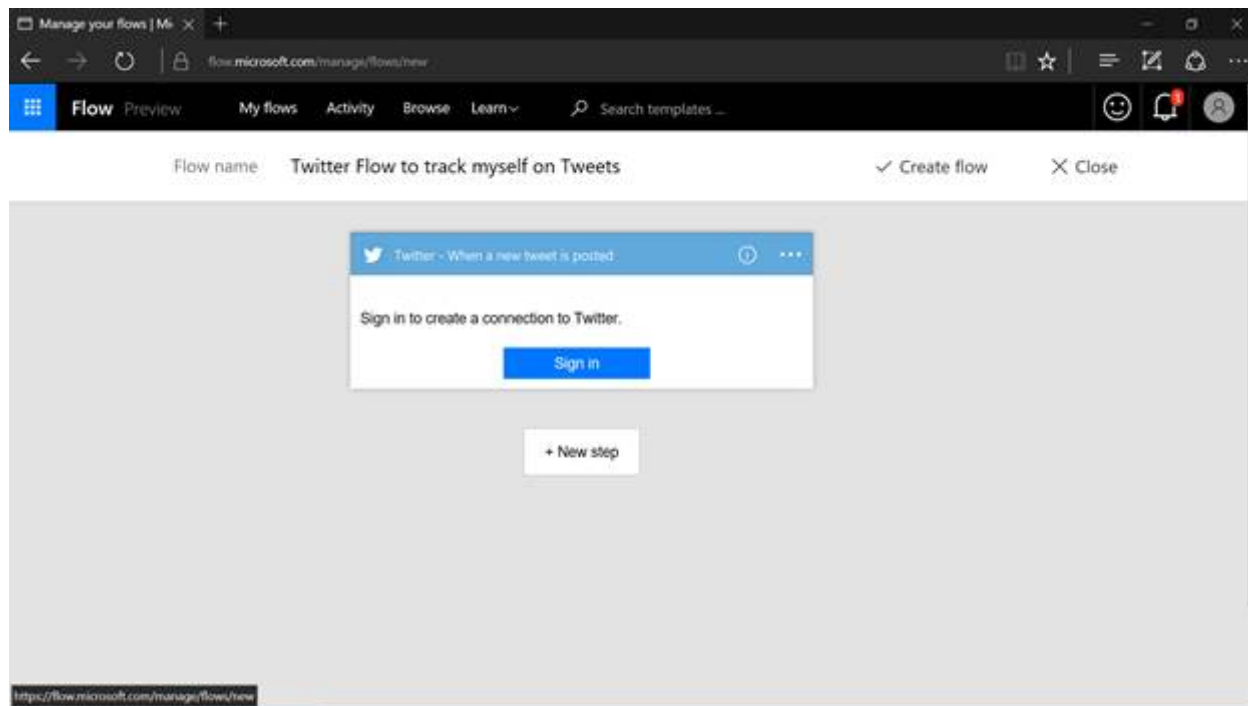 Manage your flows | Mi
flow.microsoft.com/manage/flows/new
Flow Preview My flows Activity Browse Learn Search templates ...
Flow name Twitter Flow to track myself on Tweets Create flow Close
Twitter - When a new tweet is posted
Sign in to create a connection to Twitter.
Sign in
+ New step
https://flow.microsoft.com/manage/flows/new